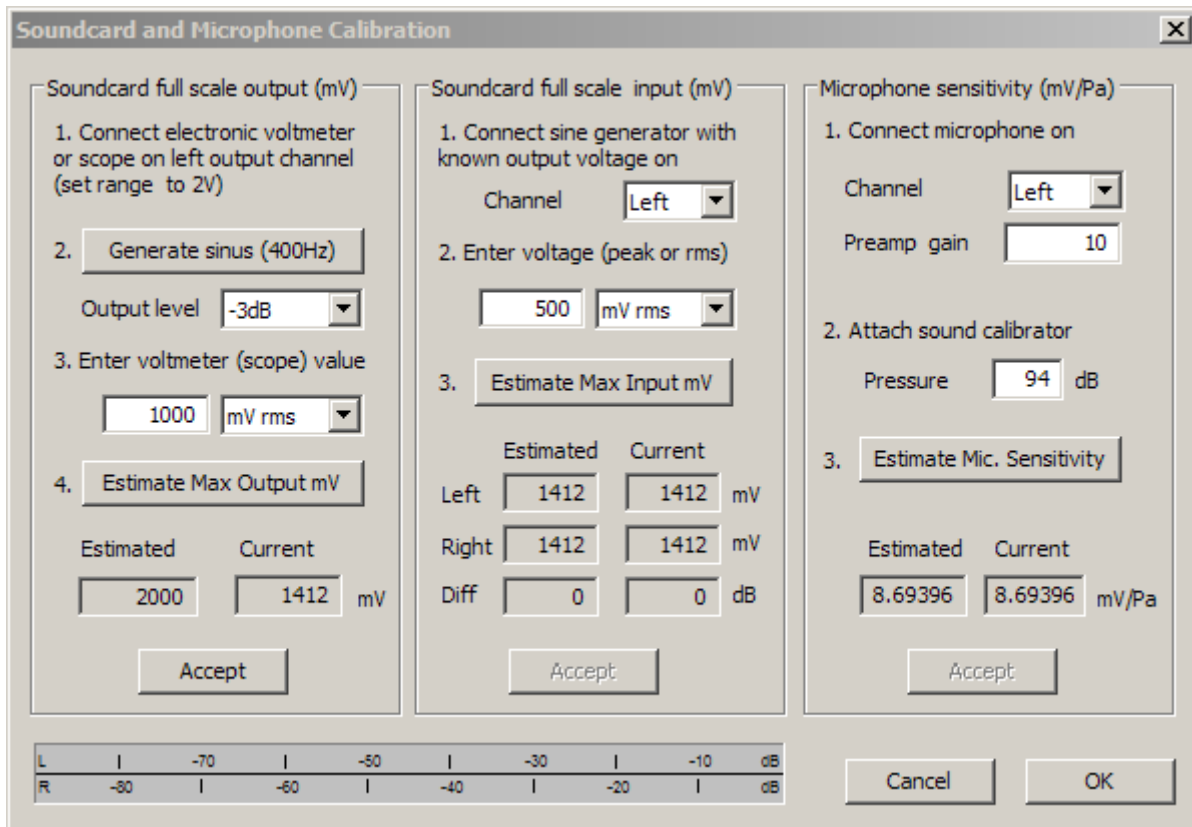 Soundcard and Microphone Calibration
Soundcard full scale output (mV)
1. Connect electronic voltmeter
or scope on left output channel
(set range to 2V)
2. Generate sinus (400Hz)
Output level -3dB
3. Enter voltmeter (scope) value
1000 mV rms
4. Estimate Max Output mV
Estimated Current
2000 1412 mV
Accept
Soundcard full scale input (mV)
1. Connect sine generator with
known output voltage on
Channel Left
2. Enter voltage (peak or rms)
500 mV rms
3. Estimate Max Input mV
Estimated Current
Left 1412 1412 mV
Right 1412 1412 mV
Diff 0 0 dB
Accept
Microphone sensitivity (mV/Pa)
1. Connect microphone on
Channel Left
Preamp gain 10
2. Attach sound calibrator
Pressure 94 dB
3. Estimate Mic. Sensitivity
Estimated Current
8.69396 8.69396 mV/Pa
Accept
L -70 -50 -30 -10 dB
R -80 -60 -40 -20 dB
Cancel OK